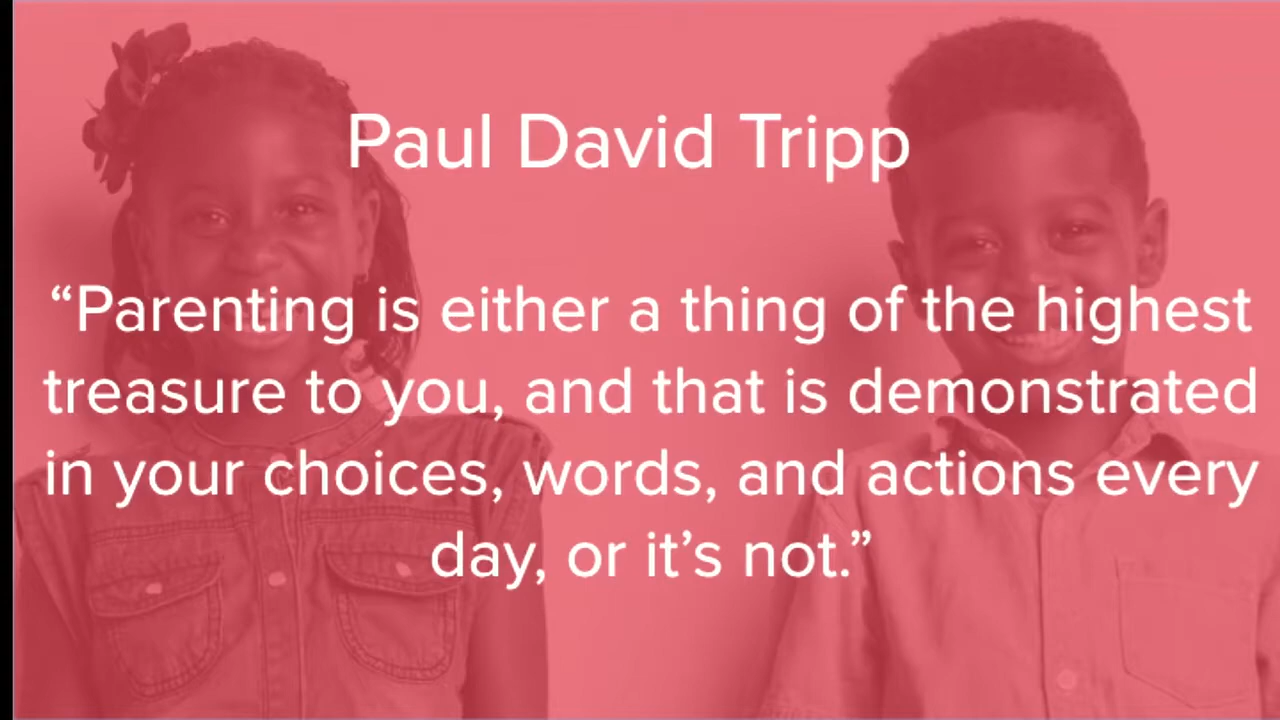 Paul David Tripp
“Parenting is either a thing of the highest
treasure to you, and that is demonstrated
in your choices, words, and actions every
day, or it’s not.”